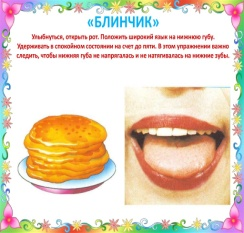 «БЛИНЧИК»
Улыбнуться, открыть рот. Положить широкий язык на нижнюю губу.
Удерживать в спокойном состоянии на счет до пяти. В этом упражнении важно
следить, чтобы нижняя губа не напрягалась и не натягивалась на нижние зубы.